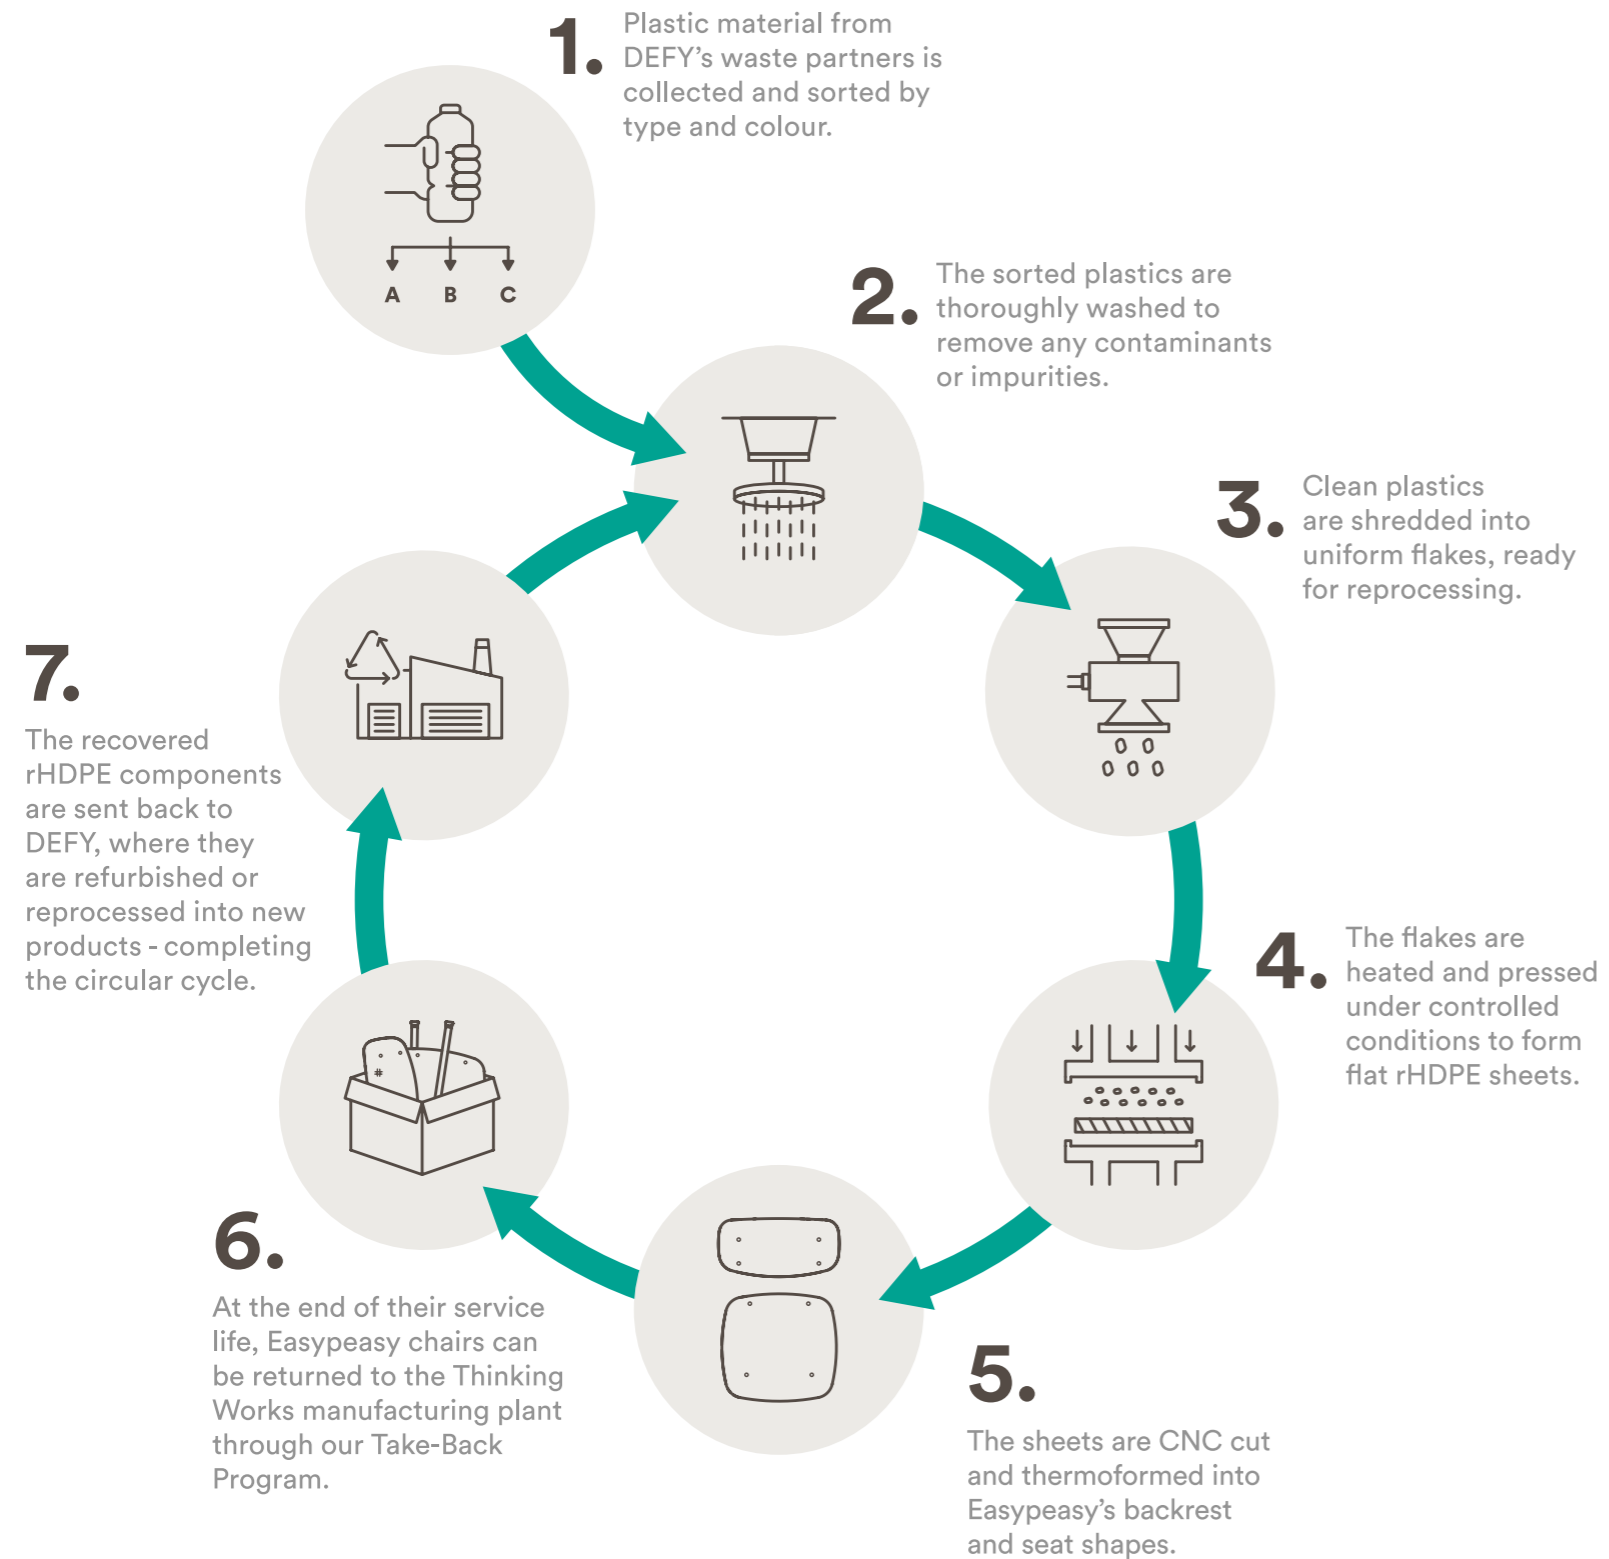 1.
Plastic material from
DEFY’s waste partners is
collected and sorted by
type and colour.
A B C
2.
The sorted plastics are
thoroughly washed to
remove any contaminants
or impurities.
3.
Clean plastics
are shredded into
uniform flakes, ready
for reprocessing.
4.
The flakes are
heated and pressed
under controlled
conditions to form
flat rHDPE sheets.
5.
The sheets are CNC cut
and thermoformed into
Easypeasy’s backrest
and seat shapes.
6.
At the end of their service
life, Easypeasy chairs can
be returned to the Thinking
Works manufacturing plant
through our Take-Back
Program.
7.
The recovered
rHDPE components
are sent back to
DEFY, where they
are refurbished or
reprocessed into new
products - completing
the circular cycle.
#